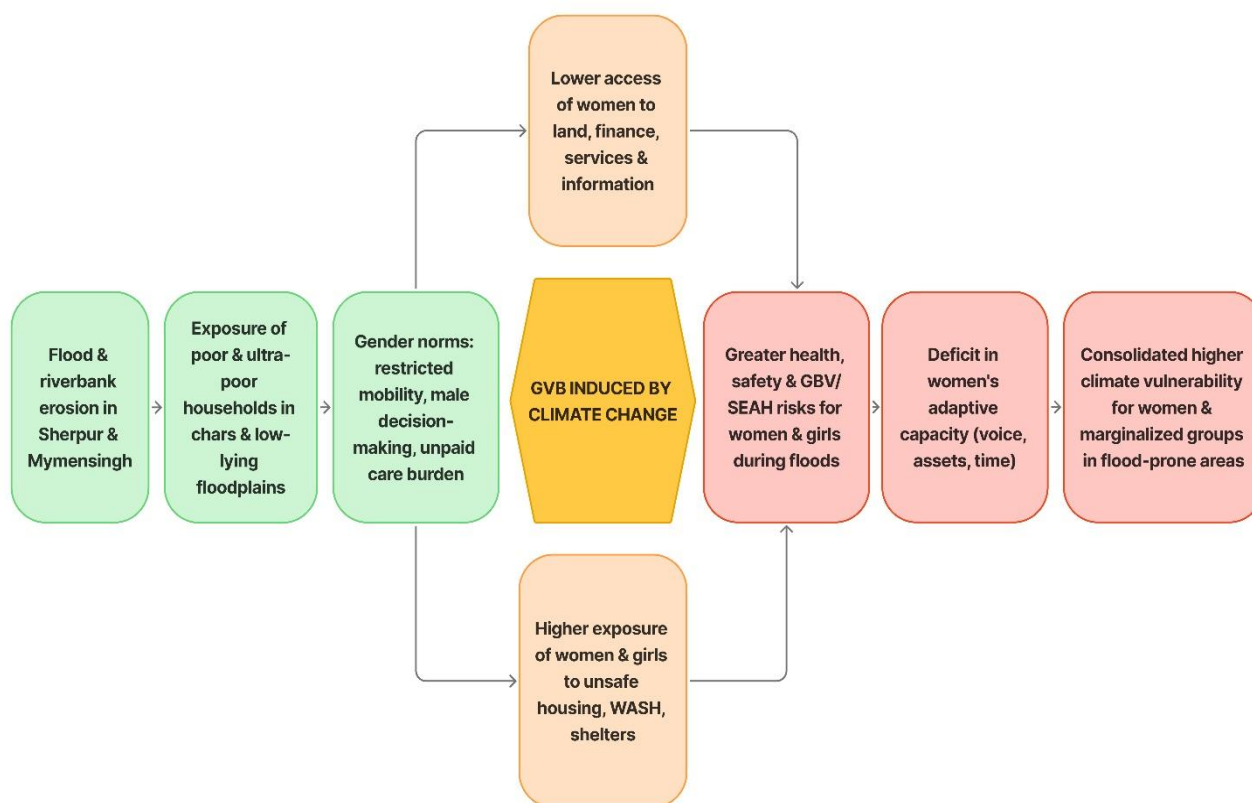 Lower access
of women to
land, finance,
services &
information
Flood &
riverbank
erosion in
Sherpur &
Mymensingh
Exposure of
poor & ultra-
poor
households in
chars & low-
lying
floodplains
Gender norms:
restricted
mobility, male
decision-
making, unpaid
care burden
GVB INDUCED BY
CLIMATE CHANGE
Greater health,
safety & GBV/
SEAH risks for
women & girls
during floods
Deficit in
women's
adaptive
capacity (voice,
assets, time)
Consolidated higher
climate vulnerability
for women &
marginalized groups
in flood-prone areas
Higher exposure
of women & girls
to unsafe
housing, WASH,
shelters